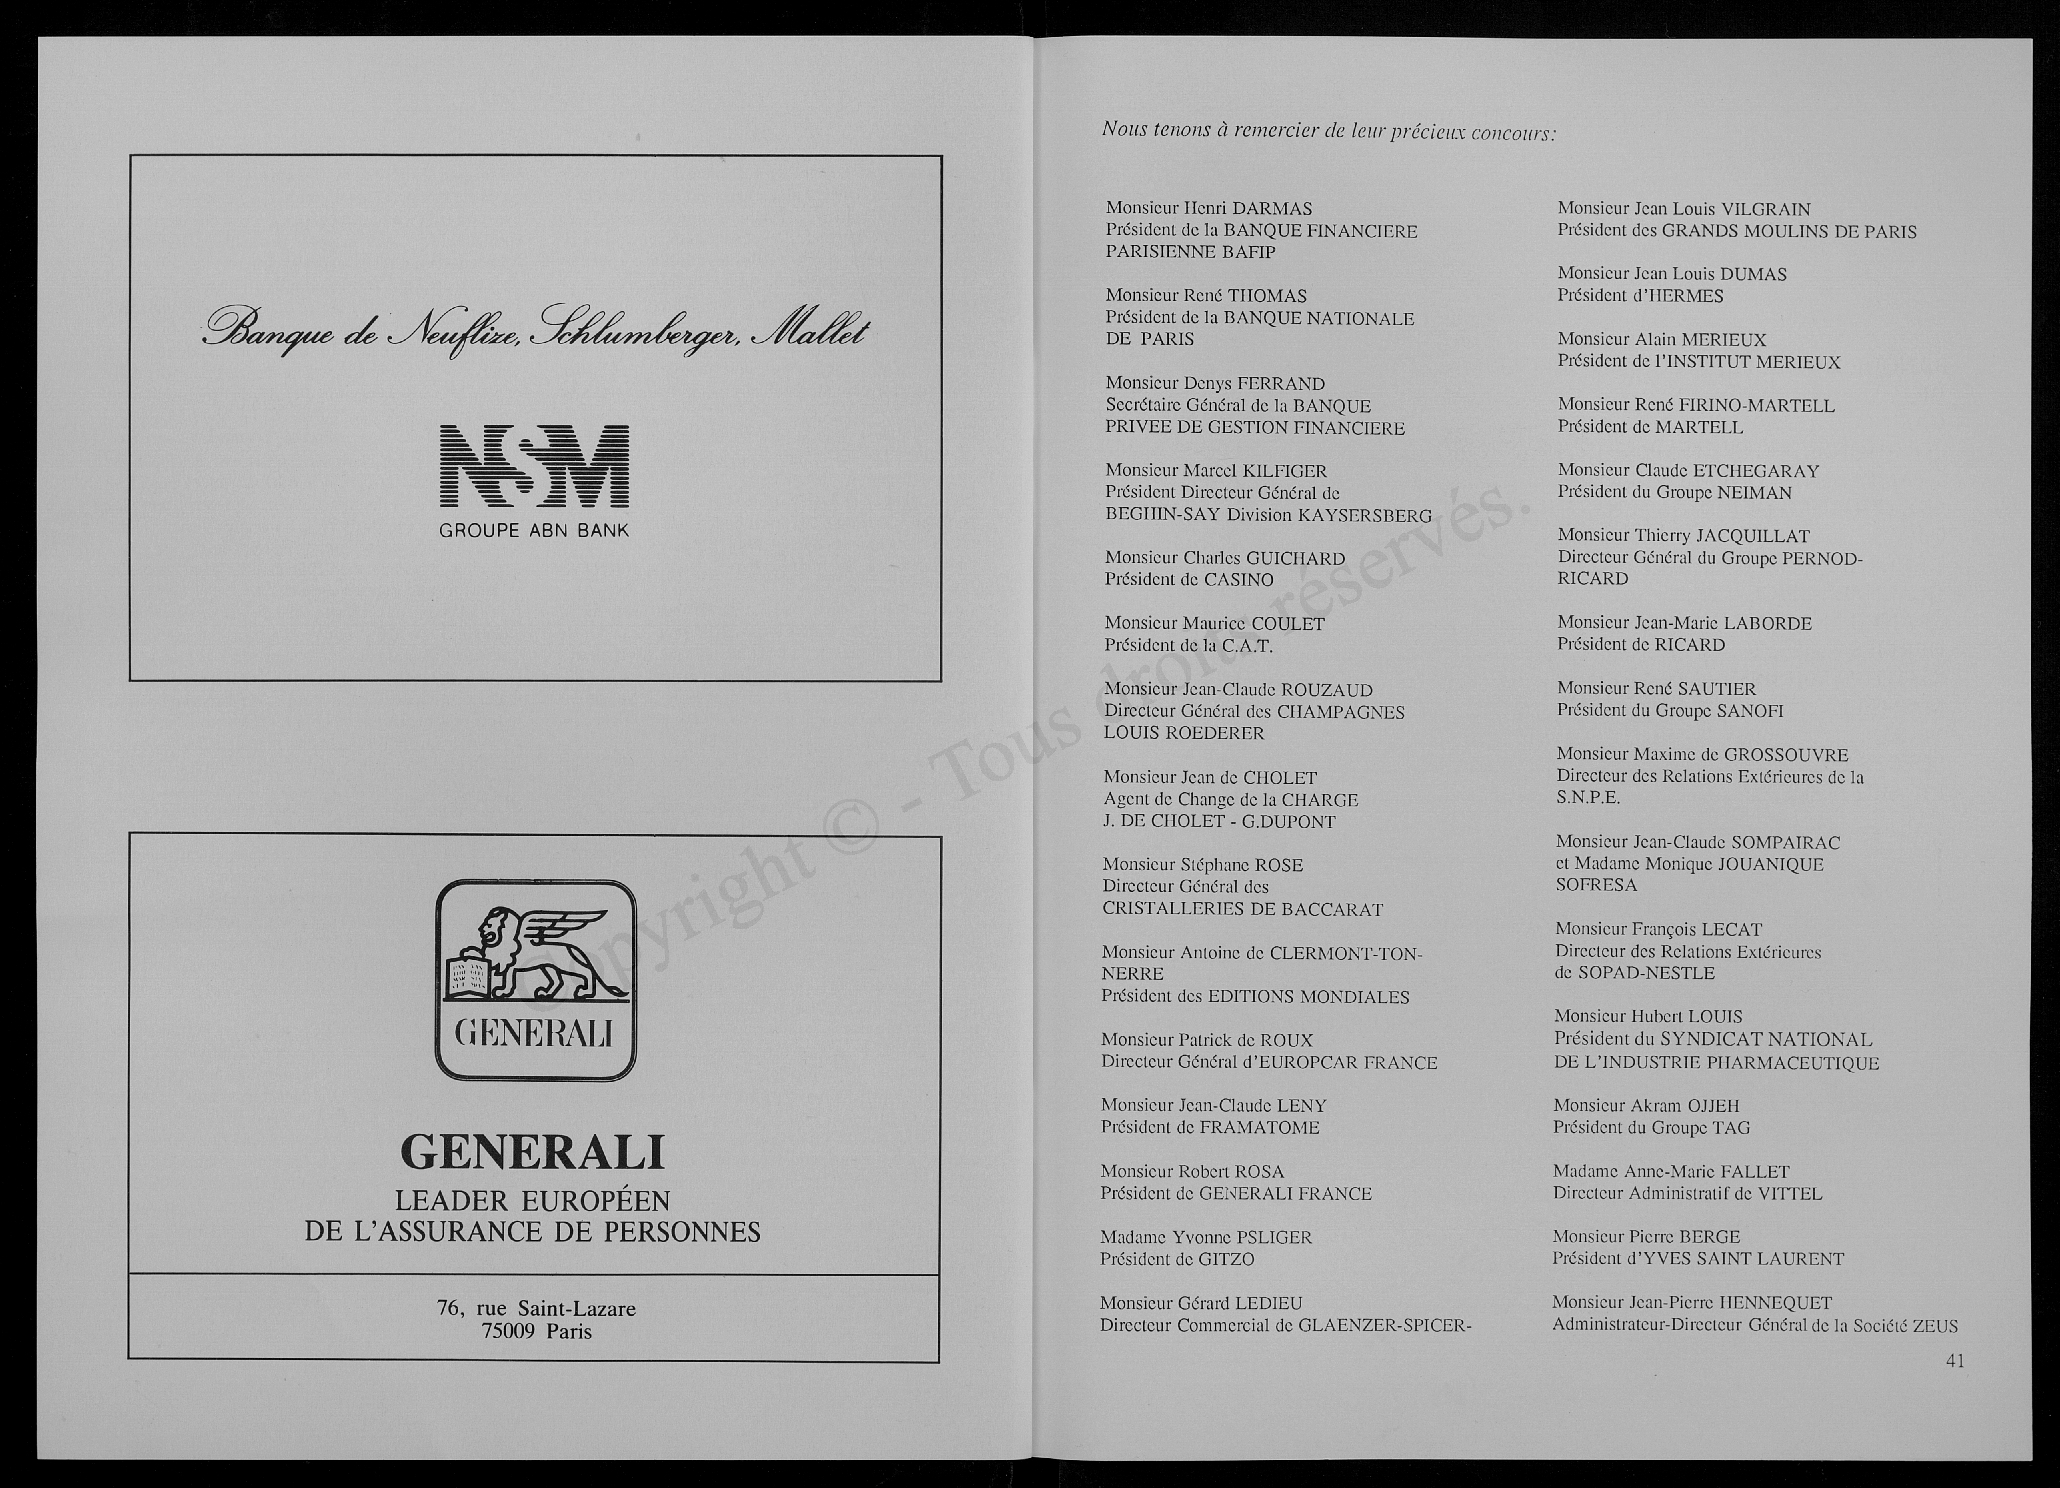 Banque de Neuflize, Schlumberger, Mallet
NSM
GROUPE ABN BANK
GENERALI
GENERALI
LEADER EUROPÉEN
DE L'ASSURANCE DE PERSONNES
76, rue Saint-Lazare
75009 Paris
Nous tenons à remercier de leur précieux concours:
Monsieur Henri DARMAS
Président de la BANQUE FINANCIERE
PARISIENNE BAFIP
Monsieur René THOMAS
Président de la BANQUE NATIONALE
DE PARIS
Monsieur Denys FERRAND
Secrétaire Général de la BANQUE
PRIVEE DE GESTION FINANCIERE
Monsieur Marcel KILFIGER
Président Directeur Général de
BEGHIN-SAY Division KAYSERSBERG
Monsieur Charles GUICHARD
Président de CASINO
Monsieur Maurice COULET
Président de la C.A.T.
Monsieur Jean-Claude ROUZAUD
Directeur Général des CHAMPAGNES
LOUIS ROEDERER
Monsieur Jean de CHOLET
Agent de Change de la CHARGE
J. DE CHOLET - G.DUPONT
Monsieur Stéphane ROSE
Directeur Général des
CRISTALLERIES DE BACCARAT
Monsieur Antoine de CLERMONT-TON-
NERRE
Président des EDITIONS MONDIALES
Monsieur Patrick de ROUX
Directeur Général d'EUROPCAR FRANCE
Monsieur Jean-Claude LENY
Président de FRAMATOME
Monsieur Robert ROSA
Président de GENERALI FRANCE
Madame Yvonne PSLIGER
Président de GITZO
Monsieur Gérard LEDIEU
Directeur Commercial de GLAENZER-SPICER-
Monsieur Jean Louis VILGRAIN
Président des GRANDS MOULINS DE PARIS
Monsieur Jean Louis DUMAS
Président d'HERMES
Monsieur Alain MERIEUX
Président de l'INSTITUT MERIEUX
Monsieur René FIRINO-MARTELL
Président de MARTELL
Monsieur Claude ETCHEGARAY
Président du Groupe NEIMAN
Monsieur Thierry JACQUILLAT
Directeur Général du Groupe PERNOD-
RICARD
Monsieur Jean-Marie LABORDE
Président de RICARD
Monsieur René SAUTIER
Président du Groupe SANOFI
Monsieur Maxime de GROSSOUVRE
Directeur des Relations Extérieures de la
S.N.P.E.
Monsieur Jean-Claude SOMPAIRAC
et Madame Monique JOUANIQUE
SOFRESA
Monsieur François LECAT
Directeur des Relations Extérieures
de SOPAD-NESTLE
Monsieur Hubert LOUIS
Président du SYNDICAT NATIONAL
DE L'INDUSTRIE PHARMACEUTIQUE
Monsieur Akram OJJEH
Président du Groupe TAG
Madame Anne-Marie FALLET
Directeur Administratif de VITTEL
Monsieur Pierre BERGE
Président d'YVES SAINT LAURENT
Monsieur Jean-Pierre HENNEQUET
Administrateur-Directeur Général de la Société ZEUS
41
Copyright © - Tous droits réservés.